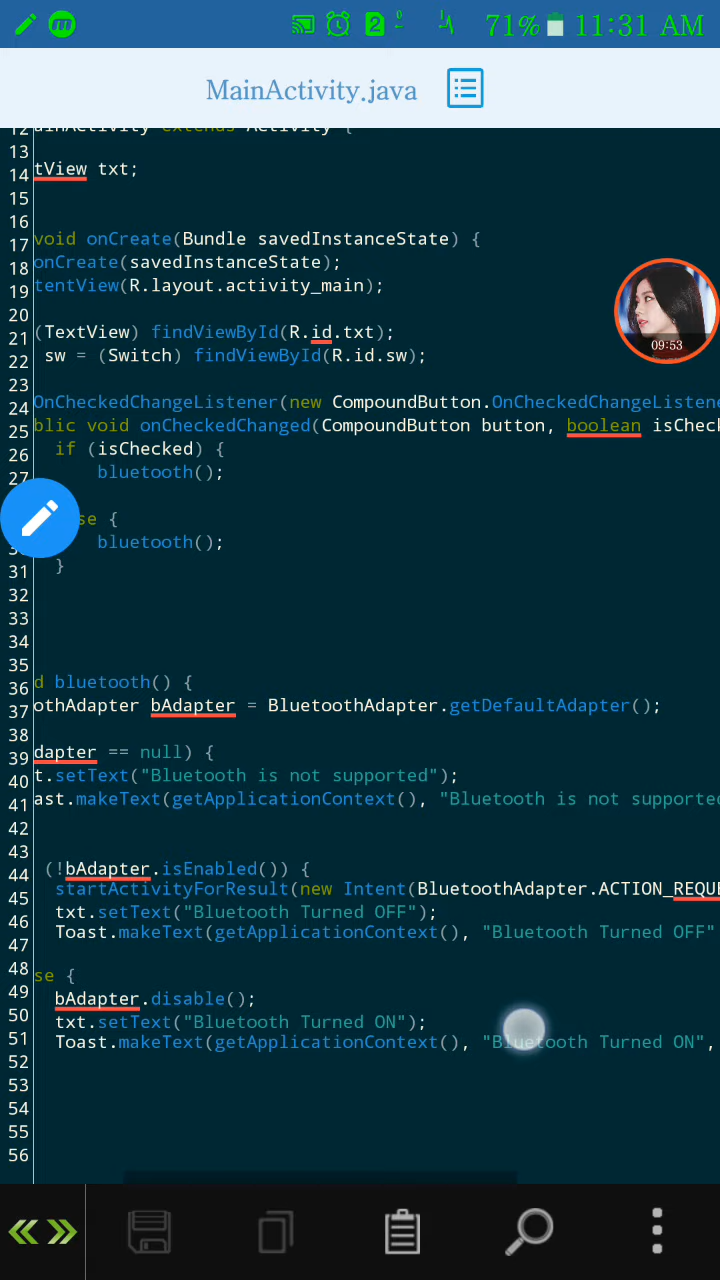 2 71% 11:31 AM
MainActivity.java
12 ainActivity extends Activity {
13
14 tView txt;
15
16
17 void onCreate(Bundle savedInstanceState) {
18 onCreate(savedInstanceState);
19 tentView(R.layout.activity_main);
20
21 (TextView) findViewById(R.id.txt);
22 sw = (Switch) findViewById(R.id.sw);
23
09:53
24 OnCheckedChangeListener(new CompoundButton.OnCheckedChangeListene
25 blic void onCheckedChanged(CompoundButton button, boolean isChec
26 if (isChecked) {
27 bluetooth();
se {
bluetooth();
31 }
32
33
34
35
36 d bluetooth() {
37 othAdapter bAdapter = BluetoothAdapter.getDefaultAdapter();
38
39 dapter == null) {
40 t.setText("Bluetooth is not supported");
41 ast.makeText(getApplicationContext(), "Bluetooth is not supported
42
43
44 (!bAdapter.isEnabled()) {
45 startActivityForResult(new Intent(BluetoothAdapter.ACTION_REQUE
46 txt.setText("Bluetooth Turned OFF");
47 Toast.makeText(getApplicationContext(), "Bluetooth Turned OFF"
48 se {
49 bAdapter.disable();
50 txt.setText("Bluetooth Turned ON");
51 Toast.makeText(getApplicationContext(), "Bluetooth Turned ON",
52
53
54
55
56